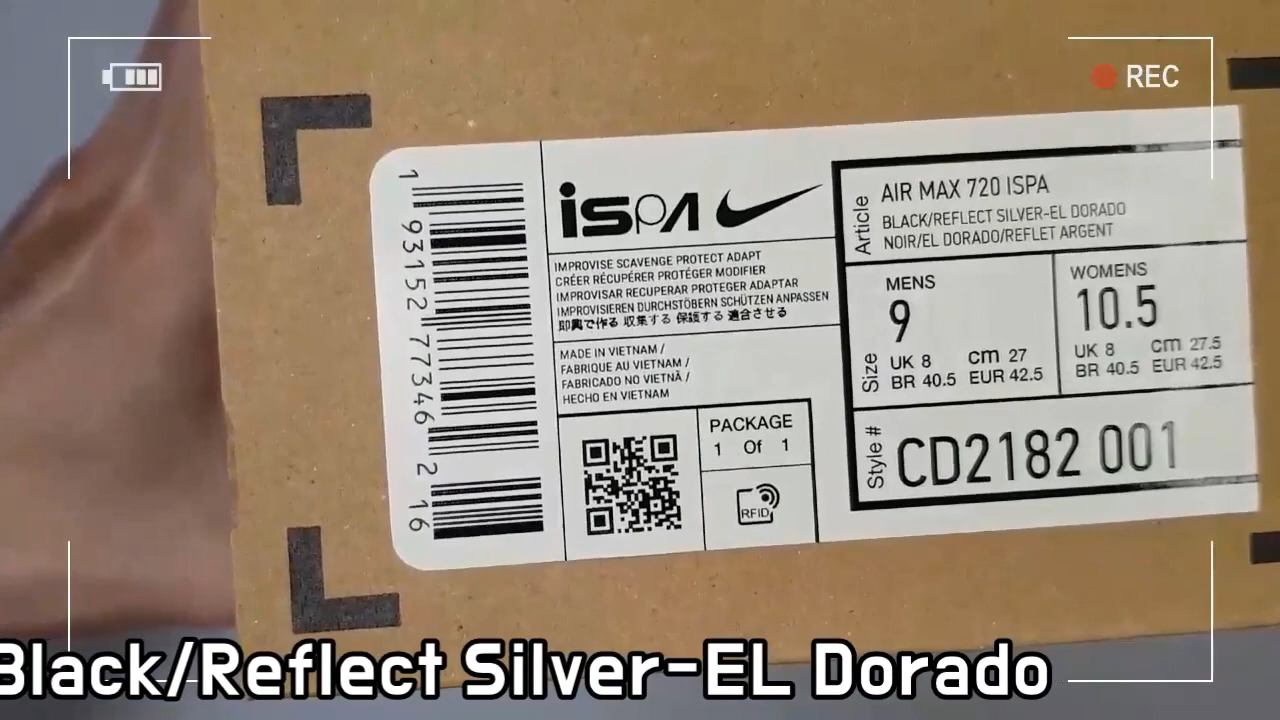 REC
1 93152 77346 2 16
ispa
IMPROVISE SCAVENGE PROTECT ADAPT
CRÉER RÉCUPÉRER PROTÉGER MODIFIER
IMPROVISAR RECUPERAR PROTEGER ADAPTAR
IMPROVISIEREN DURCHSTÖBERN SCHÜTZEN ANPASSEN
即興で作る 収集する 保護する 適合させる
MADE IN VIETNAM /
FABRIQUE AU VIETNAM /
FABRICADO NO VIETNÃ /
HECHO EN VIETNAM
PACKAGE
1 Of 1
RFID
Article
AIR MAX 720 ISPA
BLACK/REFLECT SILVER-EL DORADO
NOIR/EL DORADO/REFLET ARGENT
Size
MENS
9
UK 8 cm 27
BR 40.5 EUR 42.5
WOMENS
10.5
UK 8 cm 27.5
BR 40.5 EUR 42.5
Style #
CD2182 001
Black/Reflect Silver-EL Dorado